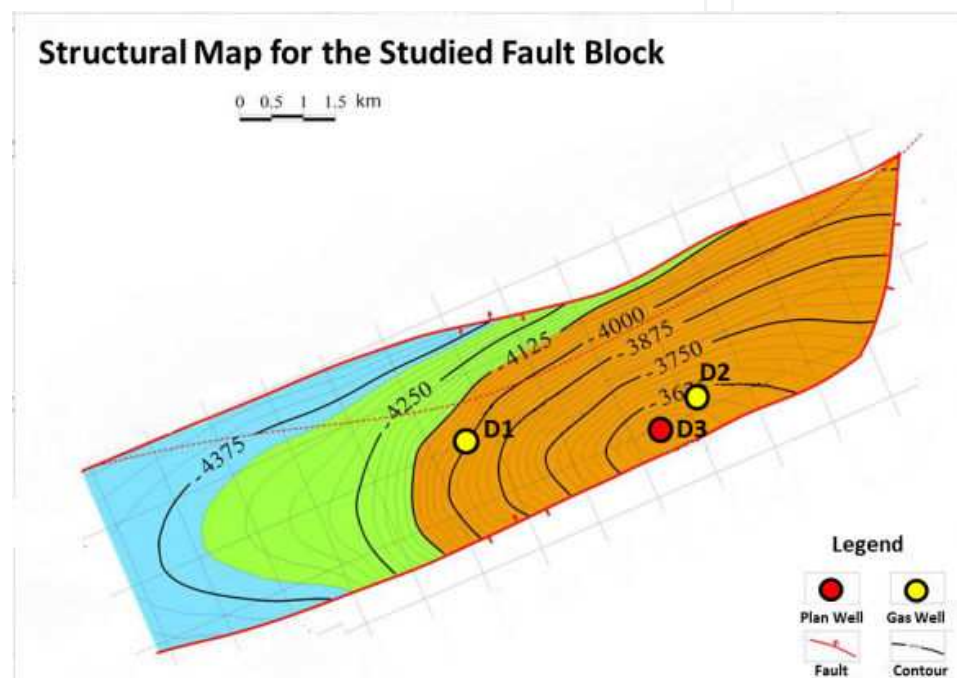 Structural Map for the Studied Fault Block
0 0.5 1 1.5 km
-4000
-4125
-3875
-3750
D2
-4250
D1
D3
-4375
Legend
Plan Well Gas Well
Fault Contour